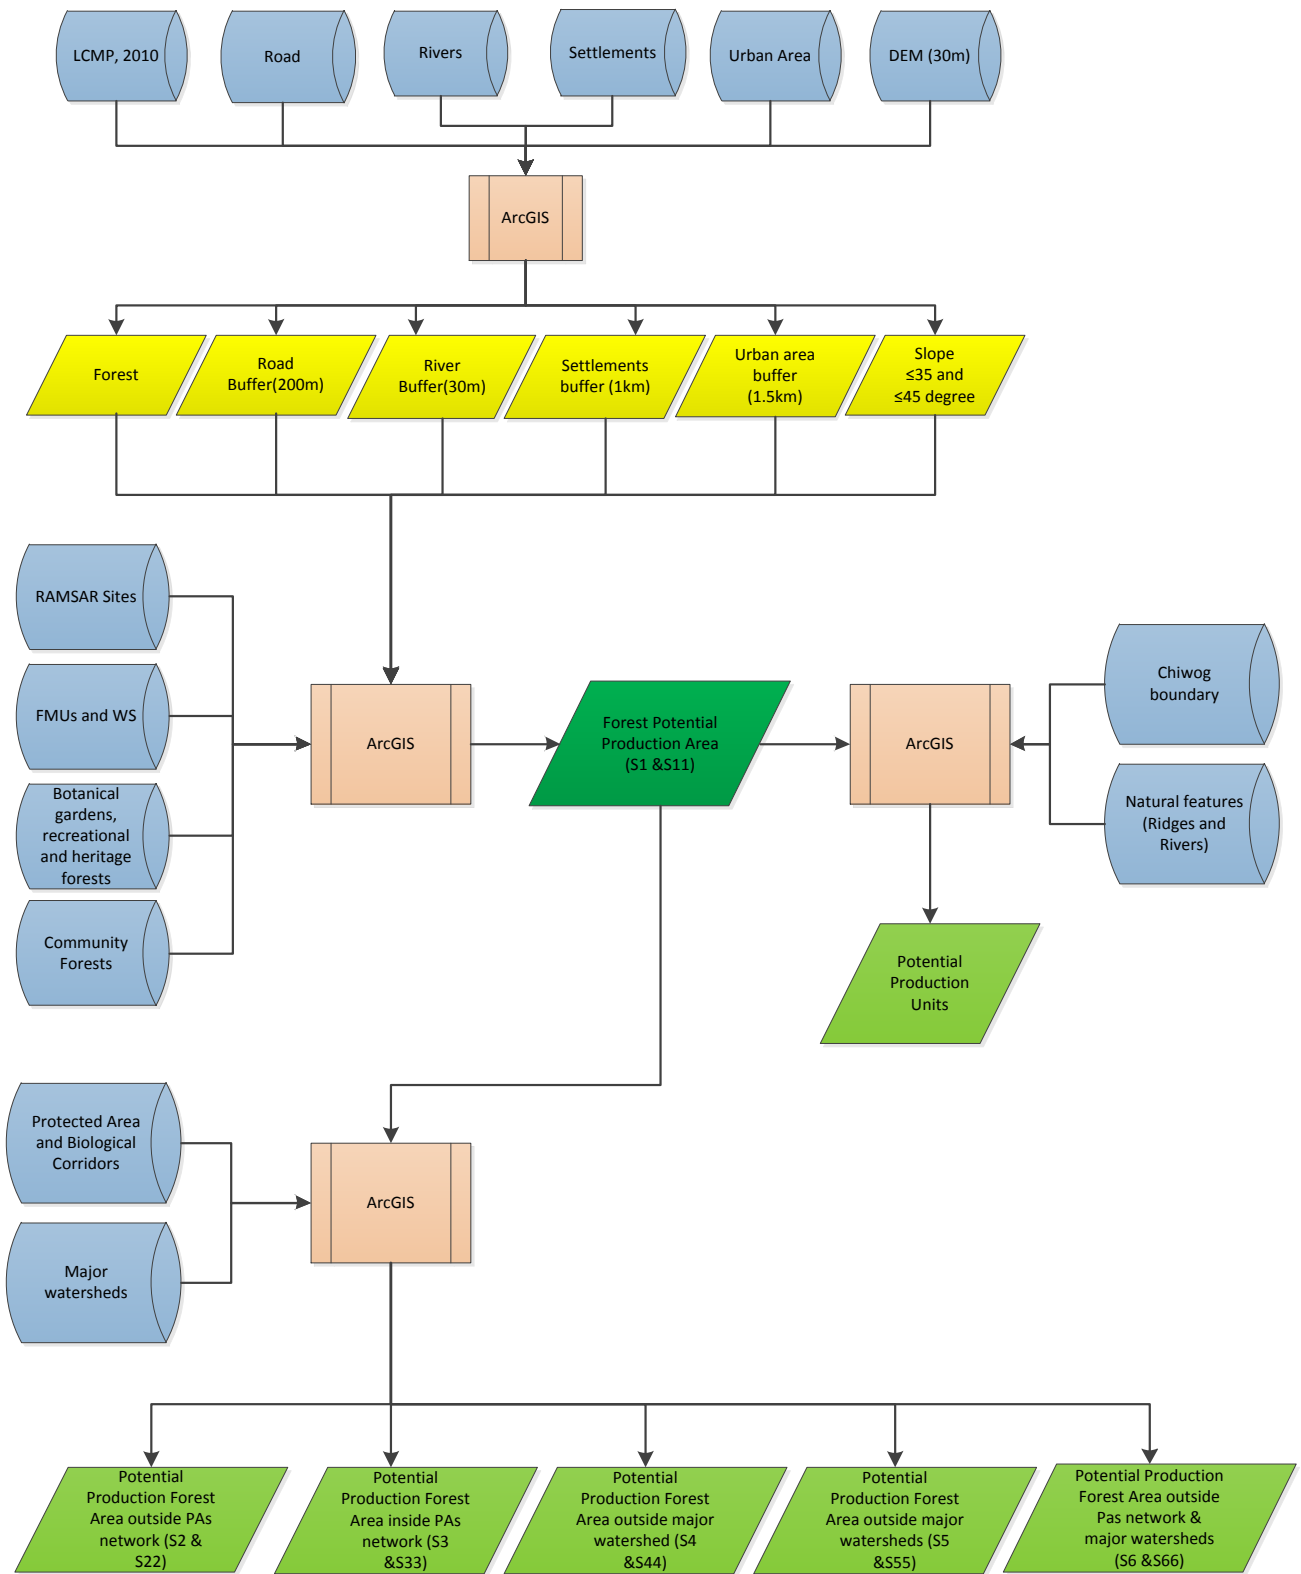 LCMP, 2010
Road
Rivers
Settlements
Urban Area
DEM (30m)
ArcGIS
Forest
Road
Buffer(200m)
River
Buffer(30m)
Settlements
buffer (1km)
Urban area
buffer
(1.5km)
Slope
≤35 and
≤45 degree
RAMSAR Sites
FMUs and WS
Botanical
gardens,
recreational
and heritage
forests
Community
Forests
ArcGIS
Forest Potential
Production Area
(S1 &S11)
ArcGIS
Chiwog
boundary
Natural features
(Ridges and
Rivers)
Potential
Production
Units
Protected Area
and Biological
Corridors
Major
watersheds
ArcGIS
Potential
Production Forest
Area outside PAs
network (S2 &
S22)
Potential
Production Forest
Area inside PAs
network (S3
&S33)
Potential
Production Forest
Area outside major
watershed (S4
&S44)
Potential
Production Forest
Area outside major
watersheds (S5
&S55)
Potential Production
Forest Area outside
Pas network &
major watersheds
(S6 &S66)